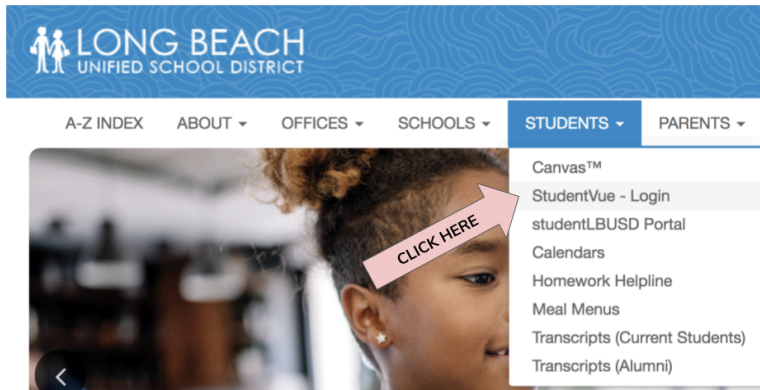 LONG BEACH
UNIFIED SCHOOL DISTRICT
A-Z INDEX ABOUT OFFICES SCHOOLS STUDENTS PARENTS
Canvas™
StudentVue - Login
studentLBUSD Portal
Calendars
Homework Helpline
Meal Menus
Transcripts (Current Students)
Transcripts (Alumni)
CLICK HERE